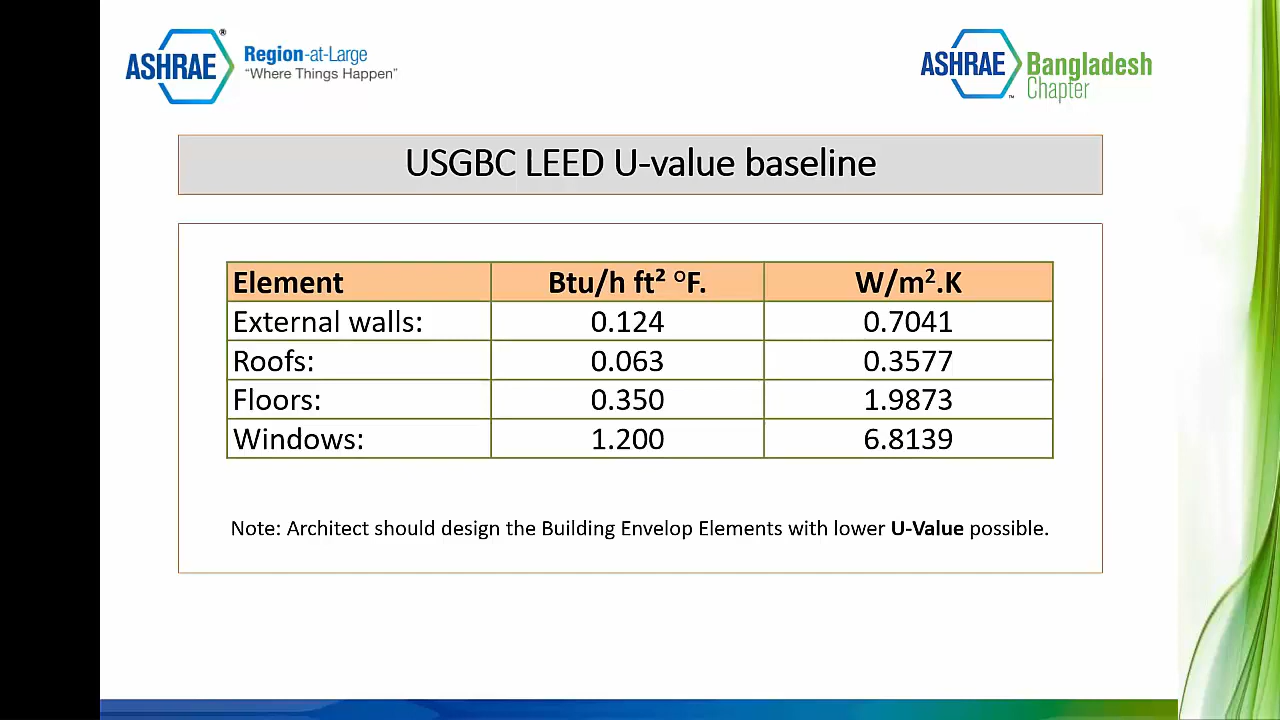 ASHRAE® Region-at-Large
"Where Things Happen"
ASHRAE™ Bangladesh
Chapter
USGBC LEED U-value baseline
Element Btu/h ft² °F. W/m².K
External walls: 0.124 0.7041
Roofs: 0.063 0.3577
Floors: 0.350 1.9873
Windows: 1.200 6.8139
Note: Architect should design the Building Envelop Elements with lower U-Value possible.